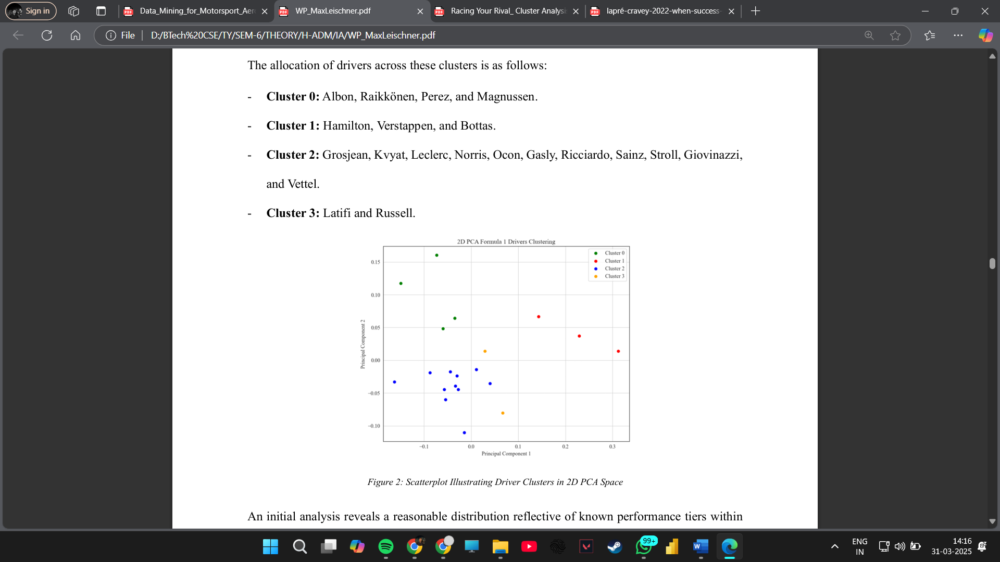 Sign in
Data_Mining_for_Motorsport_Aer
WP_MaxLeischner.pdf
Racing Your Rival_ Cluster Analysi
lapré-cravey-2022-when-success-
File
D:/BTech%20CSE/TY/SEM-6/THEORY/H-ADM/IA/WP_MaxLeischner.pdf
The allocation of drivers across these clusters is as follows:
- Cluster 0: Albon, Raikkönen, Perez, and Magnussen.
- Cluster 1: Hamilton, Verstappen, and Bottas.
- Cluster 2: Grosjean, Kvyat, Leclerc, Norris, Ocon, Gasly, Ricciardo, Sainz, Stroll, Giovinazzi,
and Vettel.
- Cluster 3: Latifi and Russell.
2D PCA Formula 1 Drivers Clustering
Cluster 0
Cluster 1
Cluster 2
Cluster 3
0.15
0.10
0.05
0.00
−0.05
−0.10
Principal Component 2
−0.1 0.0 0.1 0.2 0.3
Principal Component 1
Figure 2: Scatterplot Illustrating Driver Clusters in 2D PCA Space
An initial analysis reveals a reasonable distribution reflective of known performance tiers within
99+
ENG
IN
14:16
31-03-2025